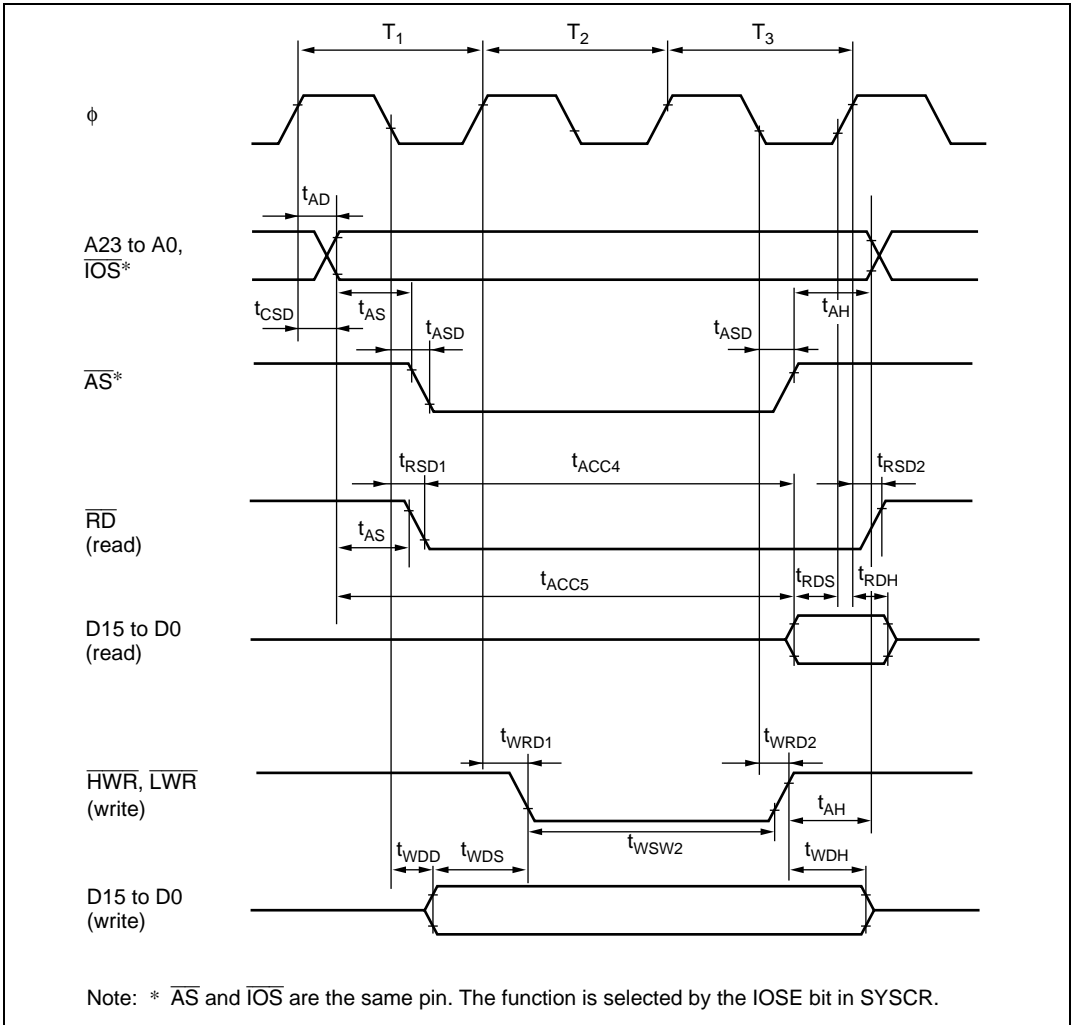 T1 T2 T3
ϕ
tAD
A23 to A0,
IOS*
tCSD tAS tASD tASD tAH
AS*
tRSD1 tACC4 tRSD2
RD
(read)
tAS
tACC5 tRDS tRDH
D15 to D0
(read)
tWRD1 tWRD2
HWR, LWR
(write)
tAH
tWSW2
tWDD tWDS tWDH
D15 to D0
(write)
Note: * AS and IOS are the same pin. The function is selected by the IOSE bit in SYSCR.